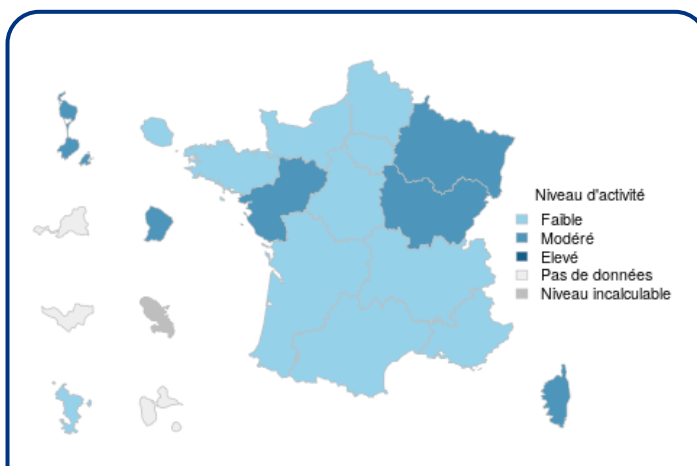 Niveau d'activité
Faible
Modéré
Elevé
Pas de données
Niveau incalculable